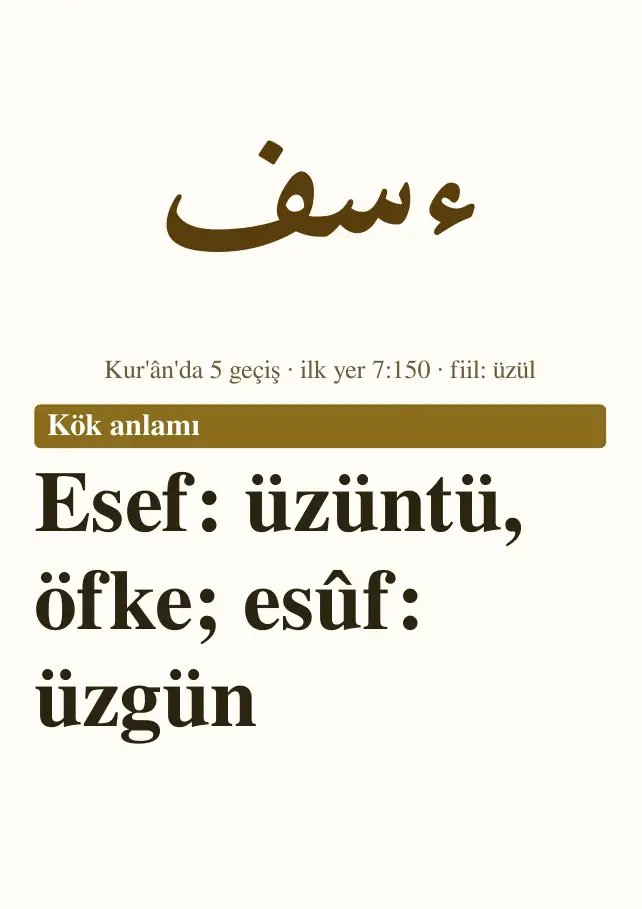 ءسف
Kur'ân'da 5 geçiş · ilk yer 7:150 · fiil: üzül
Kök anlamı
Esef: üzüntü,
öfke; esûf:
üzgün